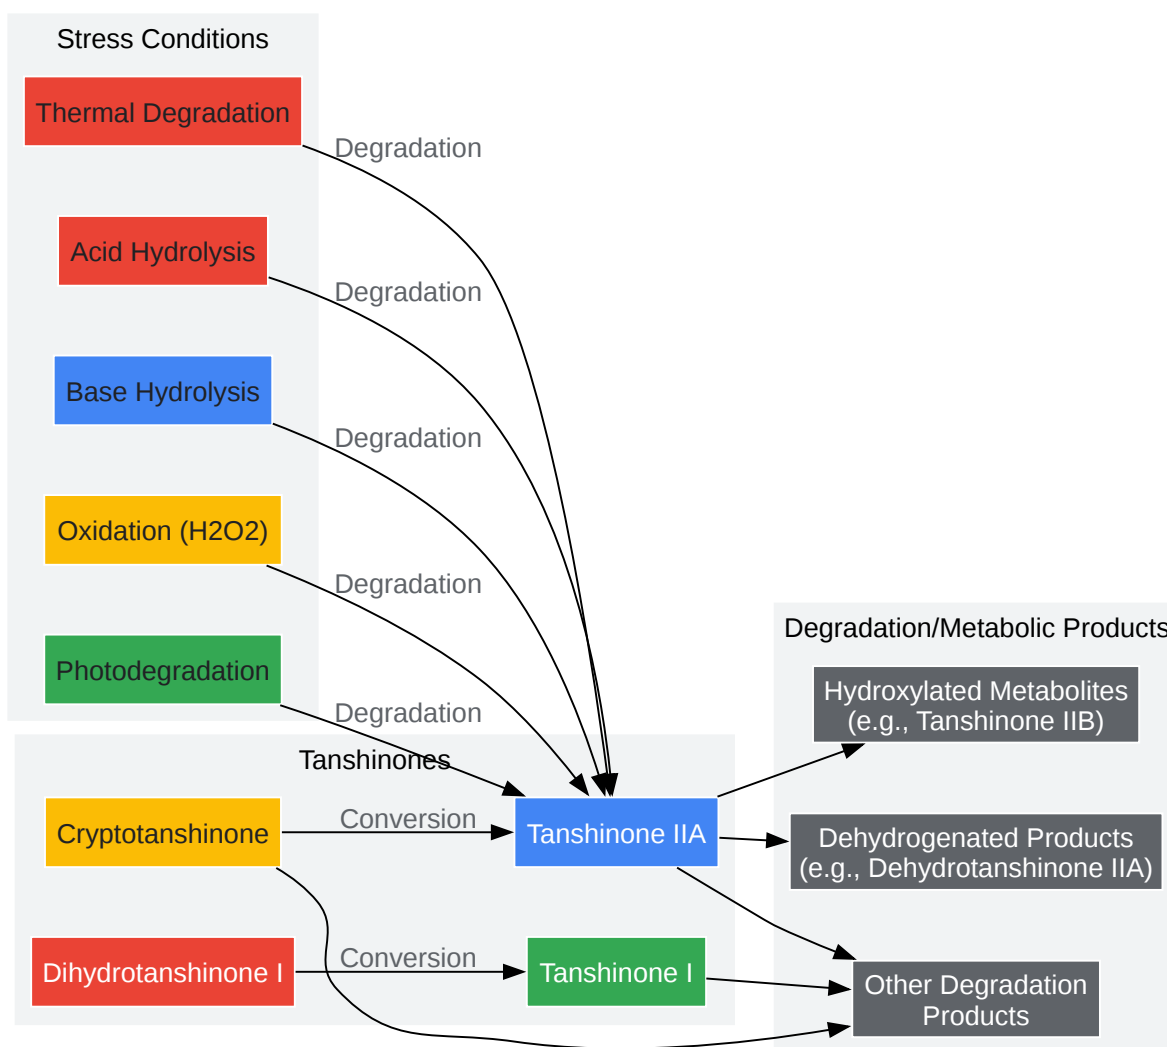 Stress Conditions
Thermal Degradation
Degradation
Acid Hydrolysis
Degradation
Base Hydrolysis
Degradation
Oxidation (H2O2)
Degradation
Photodegradation
Degradation
Tanshinones
Cryptotanshinone
Conversion
Tanshinone IIA
Dihydrotanshinone I
Conversion
Tanshinone I
Degradation/Metabolic Products
Hydroxylated Metabolites
(e.g., Tanshinone IIB)
Dehydrogenated Products
(e.g., Dehydrotanshinone IIA)
Other Degradation
Products